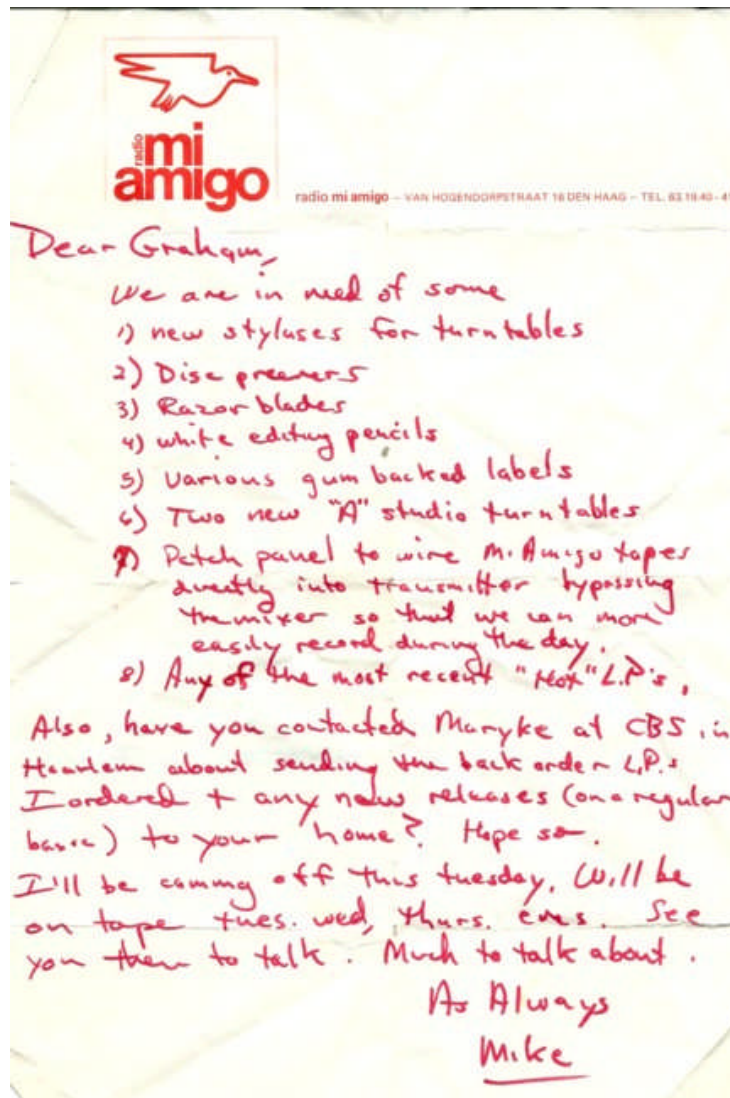 radio
mi
amigo
radio mi amigo – VAN HOGENDORPSTRAAT 16 DEN HAAG – TEL. 63.19.40 - 4
Dear Graham,
We are in need of some
1) new styluses for turntables
2) Disc preeners
3) Razor blades
4) white editing pencils
5) Various gum backed labels
6) Two new "A" studio turntables
7) Patch panel to wire Mi Amigo tapes
directly into transmitter bypassing
the mixer so that we can more
easily record during the day.
8) Any of the most recent "Hot" L.P.'s,
Also, have you contacted Maryke at CBS in
Haarlem about sending the back order L.P.s
I ordered + any new releases (on a regular
basis) to your home? Hope so.
I'll be comming off this tuesday. Will be
on tape tues. wed, thurs. eves. See
you then to talk. Much to talk about.
As Always
Mike